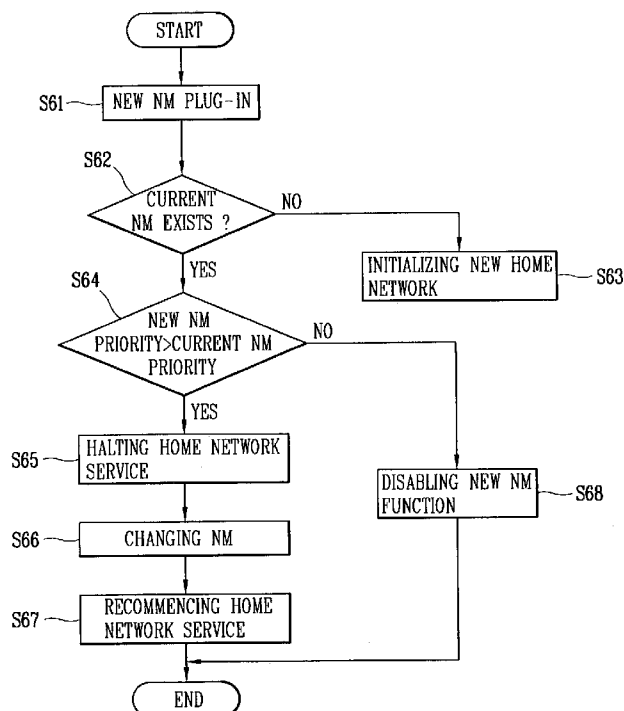 START
S61
NEW NM PLUG-IN
S62
CURRENT
NM EXISTS ?
NO
YES
INITIALIZING NEW HOME
NETWORK
S63
S64
NEW NM
PRIORITY>CURRENT NM
PRIORITY
NO
YES
S65
HALTING HOME NETWORK
SERVICE
DISABLING NEW NM
FUNCTION
S68
S66
CHANGING NM
S67
RECOMMENCING HOME
NETWORK SERVICE
END